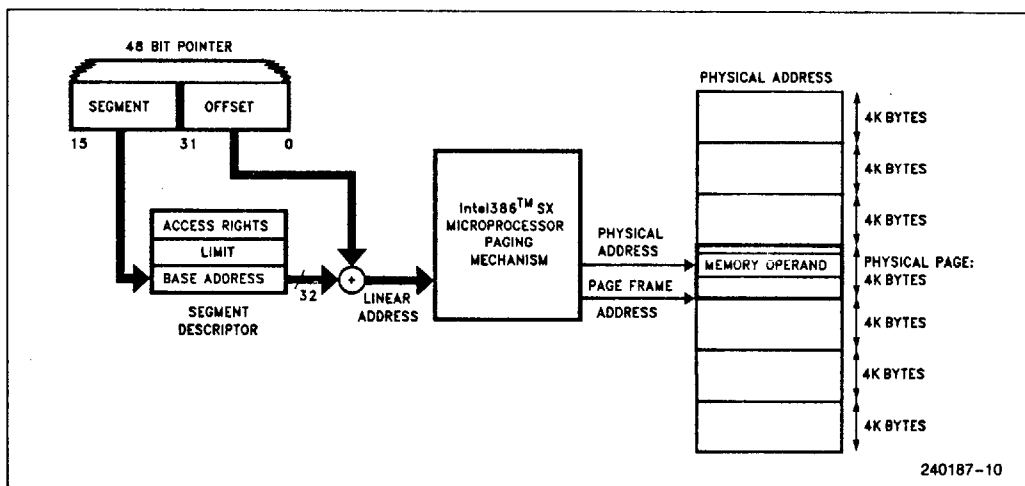 48 BIT POINTER
SEGMENT
OFFSET
15
31
0
ACCESS RIGHTS
LIMIT
BASE ADDRESS
32
SEGMENT
DESCRIPTOR
+
LINEAR
ADDRESS
Intel386™ SX
MICROPROCESSOR
PAGING
MECHANISM
PHYSICAL
ADDRESS
PAGE FRAME
ADDRESS
PHYSICAL ADDRESS
MEMORY OPERAND
4K BYTES
4K BYTES
4K BYTES
PHYSICAL PAGE:
4K BYTES
4K BYTES
4K BYTES
4K BYTES
240187-10